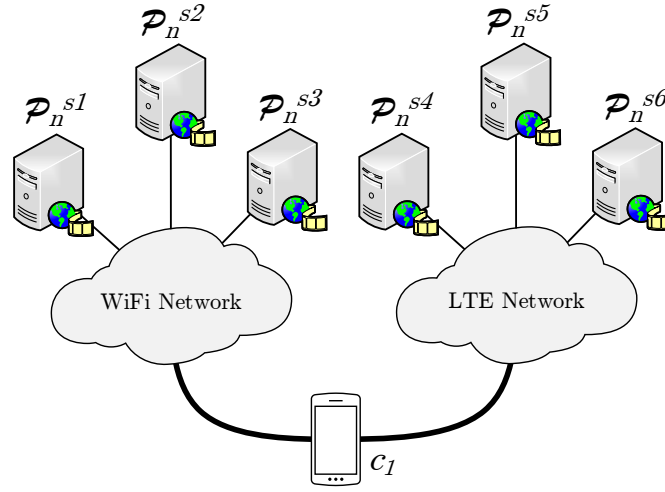 𝓟ₙˢ²
𝓟ₙˢ⁵
𝓟ₙˢ¹
𝓟ₙˢ³
𝓟ₙˢ⁴
𝓟ₙˢ⁶
WiFi Network
LTE Network
c₁